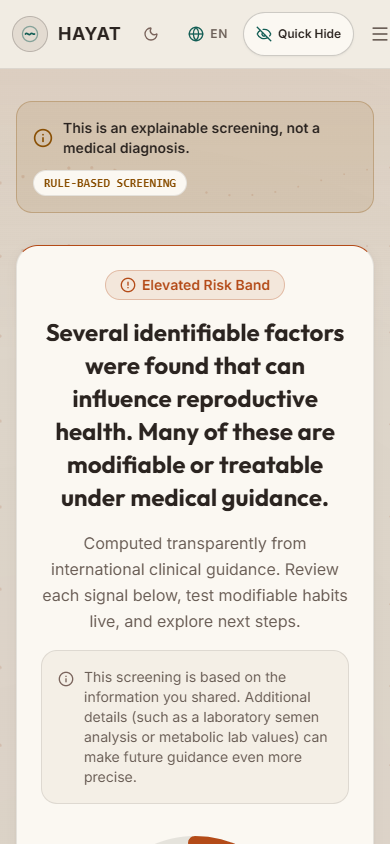 HAYAT
EN
Quick Hide
This is an explainable screening, not a
medical diagnosis.
RULE-BASED SCREENING
Elevated Risk Band
Several identifiable factors
were found that can
influence reproductive
health. Many of these are
modifiable or treatable
under medical guidance.
Computed transparently from
international clinical guidance. Review
each signal below, test modifiable habits
live, and explore next steps.
This screening is based on the
information you shared. Additional
details (such as a laboratory semen
analysis or metabolic lab values) can
make future guidance even more
precise.